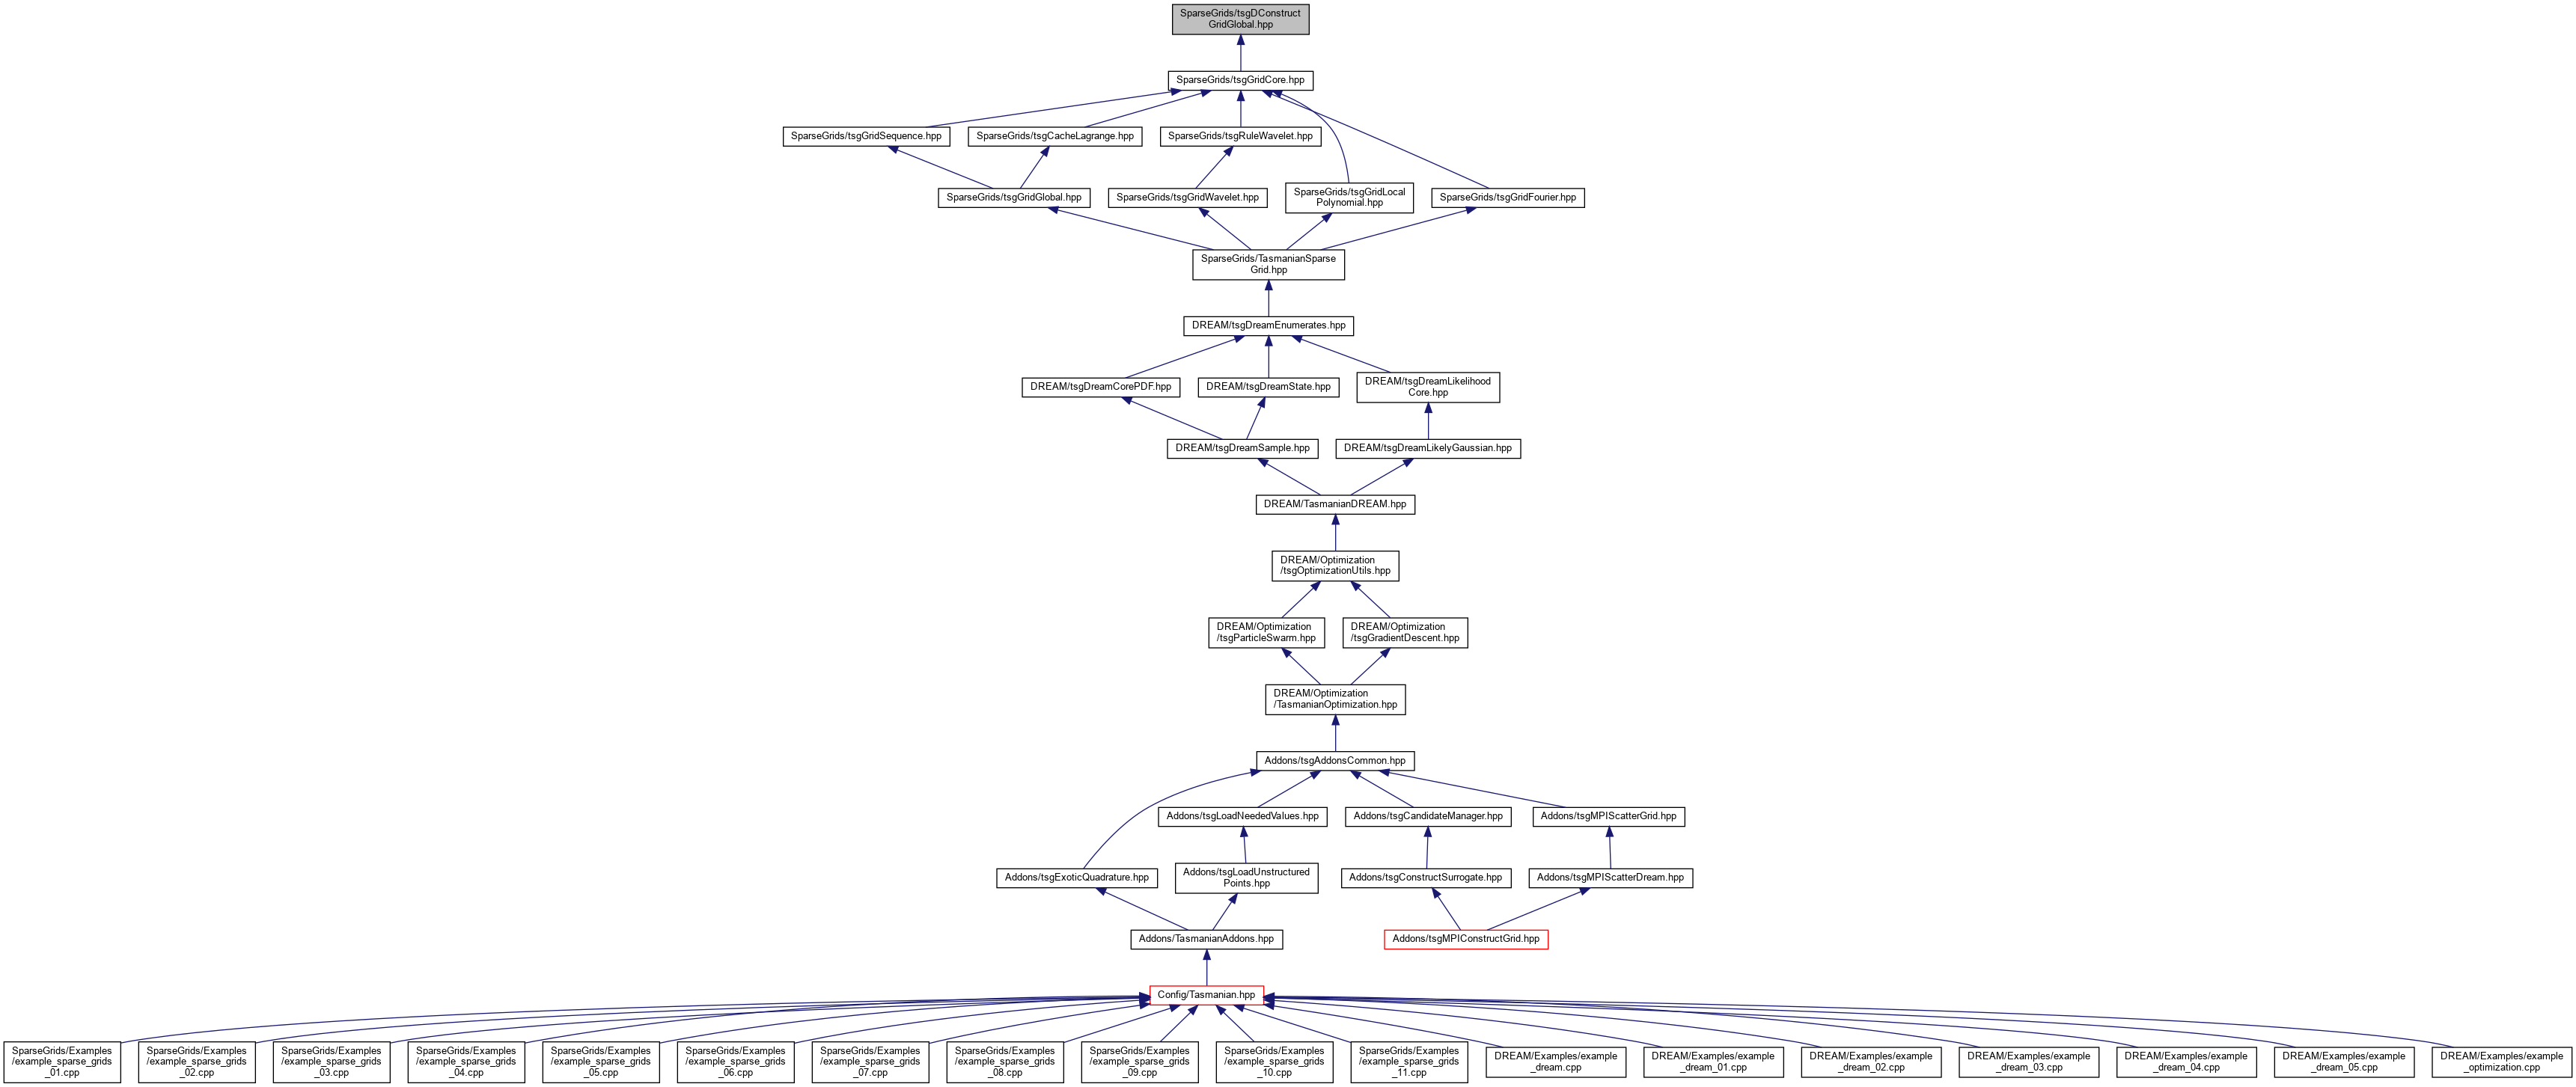 SparseGrids/tsgDConstruct
GridGlobal.hpp
SparseGrids/tsgGridCore.hpp
SparseGrids/tsgGridSequence.hpp
SparseGrids/tsgCacheLagrange.hpp
SparseGrids/tsgRuleWavelet.hpp
SparseGrids/tsgGridGlobal.hpp
SparseGrids/tsgGridWavelet.hpp
SparseGrids/tsgGridLocal
Polynomial.hpp
SparseGrids/tsgGridFourier.hpp
SparseGrids/TasmanianSparse
Grid.hpp
DREAM/tsgDreamEnumerates.hpp
DREAM/tsgDreamCorePDF.hpp
DREAM/tsgDreamState.hpp
DREAM/tsgDreamLikelihood
Core.hpp
DREAM/tsgDreamSample.hpp
DREAM/tsgDreamLikelyGaussian.hpp
DREAM/TasmanianDREAM.hpp
DREAM/Optimization
/tsgOptimizationUtils.hpp
DREAM/Optimization
/tsgParticleSwarm.hpp
DREAM/Optimization
/tsgGradientDescent.hpp
DREAM/Optimization
/TasmanianOptimization.hpp
Addons/tsgAddonsCommon.hpp
Addons/tsgLoadNeededValues.hpp
Addons/tsgCandidateManager.hpp
Addons/tsgMPIScatterGrid.hpp
Addons/tsgExoticQuadrature.hpp
Addons/tsgLoadUnstructured
Points.hpp
Addons/tsgConstructSurrogate.hpp
Addons/tsgMPIScatterDream.hpp
Addons/TasmanianAddons.hpp
Addons/tsgMPIConstructGrid.hpp
Config/Tasmanian.hpp
SparseGrids/Examples
/example_sparse_grids
_01.cpp
SparseGrids/Examples
/example_sparse_grids
_02.cpp
SparseGrids/Examples
/example_sparse_grids
_03.cpp
SparseGrids/Examples
/example_sparse_grids
_04.cpp
SparseGrids/Examples
/example_sparse_grids
_05.cpp
SparseGrids/Examples
/example_sparse_grids
_06.cpp
SparseGrids/Examples
/example_sparse_grids
_07.cpp
SparseGrids/Examples
/example_sparse_grids
_08.cpp
SparseGrids/Examples
/example_sparse_grids
_09.cpp
SparseGrids/Examples
/example_sparse_grids
_10.cpp
SparseGrids/Examples
/example_sparse_grids
_11.cpp
DREAM/Examples/example
_dream.cpp
DREAM/Examples/example
_dream_01.cpp
DREAM/Examples/example
_dream_02.cpp
DREAM/Examples/example
_dream_03.cpp
DREAM/Examples/example
_dream_04.cpp
DREAM/Examples/example
_dream_05.cpp
DREAM/Examples/example
_optimization.cpp